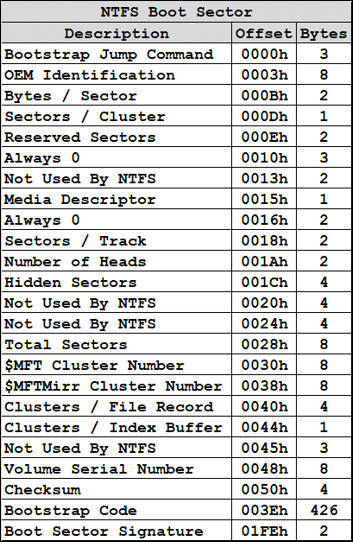 NTFS Boot Sector
Description Offset Bytes
Bootstrap Jump Command 0000h 3
OEM Identification 0003h 8
Bytes / Sector 000Bh 2
Sectors / Cluster 000Dh 1
Reserved Sectors 000Eh 2
Always 0 0010h 3
Not Used By NTFS 0013h 2
Media Descriptor 0015h 1
Always 0 0016h 2
Sectors / Track 0018h 2
Number of Heads 001Ah 2
Hidden Sectors 001Ch 4
Not Used By NTFS 0020h 4
Not Used By NTFS 0024h 4
Total Sectors 0028h 8
$MFT Cluster Number 0030h 8
$MFTMirr Cluster Number 0038h 8
Clusters / File Record 0040h 4
Clusters / Index Buffer 0044h 1
Not Used By NTFS 0045h 3
Volume Serial Number 0048h 8
Checksum 0050h 4
Bootstrap Code 003Eh 426
Boot Sector Signature 01FEh 2